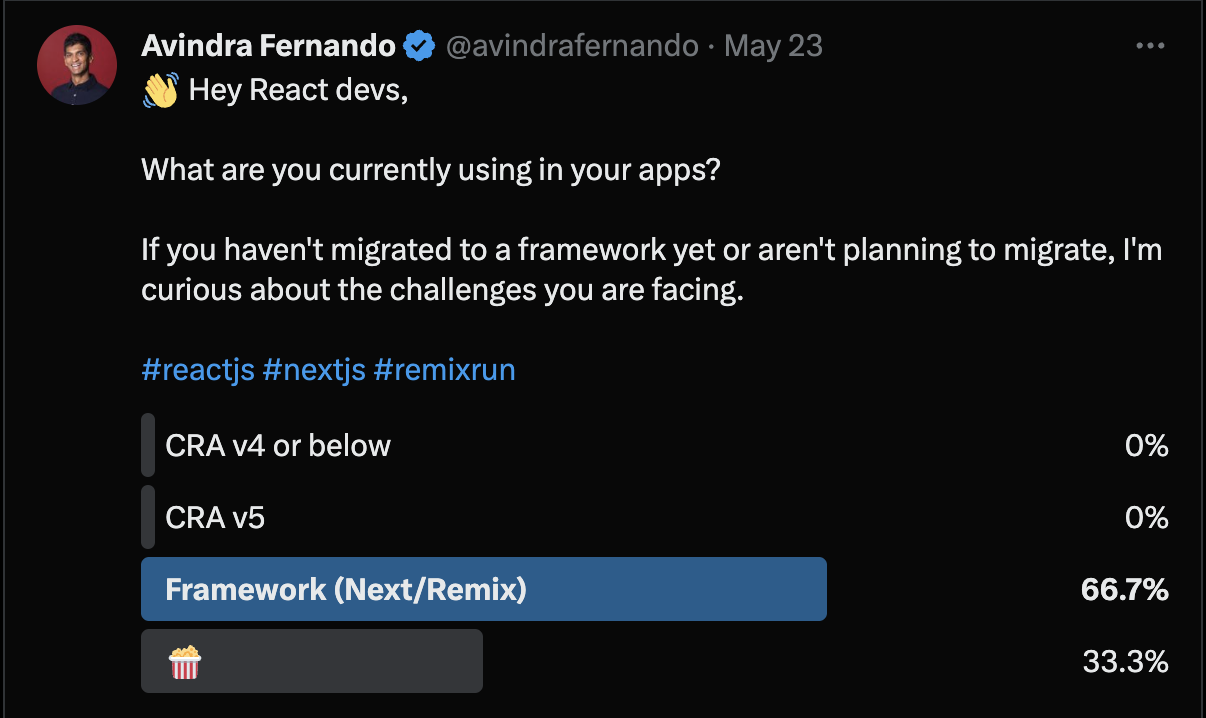 Avindra Fernando @avindrafernando · May 23
👋 Hey React devs,
What are you currently using in your apps?
If you haven't migrated to a framework yet or aren't planning to migrate, I'm
curious about the challenges you are facing.
#reactjs #nextjs #remixrun
CRA v4 or below 0%
CRA v5 0%
Framework (Next/Remix) 66.7%
🍿 33.3%